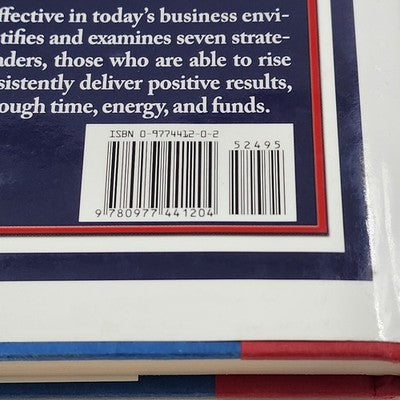 ffective in today's business envi-
tifies and examines seven strate-
aders, those who are able to rise
sistently deliver positive results,
ough time, energy, and funds.
ISBN 0-9774412-0-2
52495
9 780977 441204